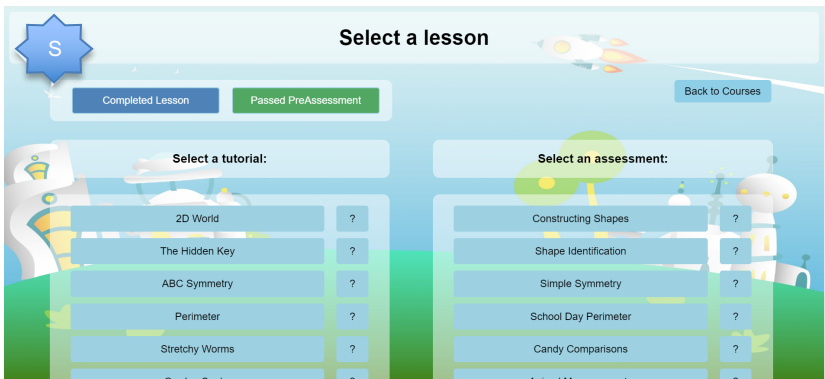 S
Select a lesson
Completed Lesson
Passed PreAssessment
Back to Courses
Select a tutorial:
2D World ?
The Hidden Key ?
ABC Symmetry ?
Perimeter ?
Stretchy Worms ?
Select an assessment:
Constructing Shapes ?
Shape Identification ?
Simple Symmetry ?
School Day Perimeter ?
Candy Comparisons ?